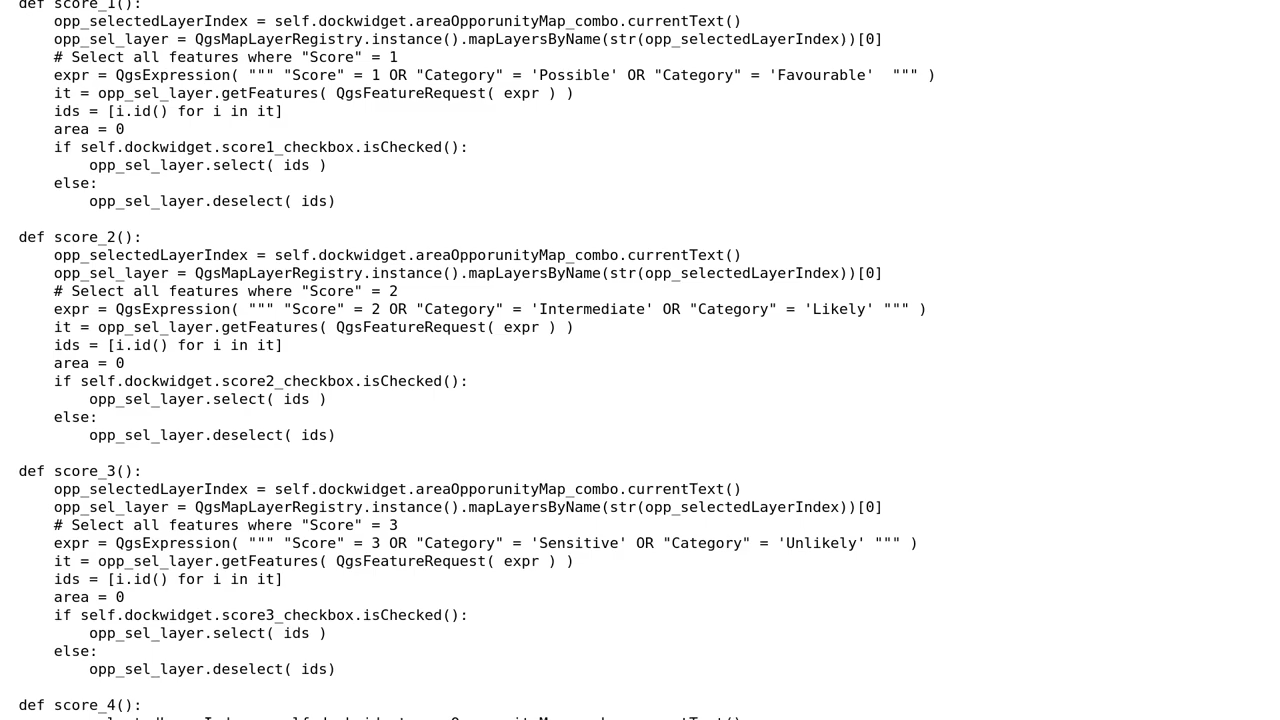 def score_1():
    opp_selectedLayerIndex = self.dockwidget.areaOpporunityMap_combo.currentText()
    opp_sel_layer = QgsMapLayerRegistry.instance().mapLayersByName(str(opp_selectedLayerIndex))[0]
    # Select all features where "Score" = 1
    expr = QgsExpression( """ "Score" = 1 OR "Category" = 'Possible' OR "Category" = 'Favourable'  """ )
    it = opp_sel_layer.getFeatures( QgsFeatureRequest( expr ) )
    ids = [i.id() for i in it]
    area = 0
    if self.dockwidget.score1_checkbox.isChecked():
        opp_sel_layer.select( ids )
    else:
        opp_sel_layer.deselect( ids)

def score_2():
    opp_selectedLayerIndex = self.dockwidget.areaOpporunityMap_combo.currentText()
    opp_sel_layer = QgsMapLayerRegistry.instance().mapLayersByName(str(opp_selectedLayerIndex))[0]
    # Select all features where "Score" = 2
    expr = QgsExpression( """ "Score" = 2 OR "Category" = 'Intermediate' OR "Category" = 'Likely' """ )
    it = opp_sel_layer.getFeatures( QgsFeatureRequest( expr ) )
    ids = [i.id() for i in it]
    area = 0
    if self.dockwidget.score2_checkbox.isChecked():
        opp_sel_layer.select( ids )
    else:
        opp_sel_layer.deselect( ids)

def score_3():
    opp_selectedLayerIndex = self.dockwidget.areaOpporunityMap_combo.currentText()
    opp_sel_layer = QgsMapLayerRegistry.instance().mapLayersByName(str(opp_selectedLayerIndex))[0]
    # Select all features where "Score" = 3
    expr = QgsExpression( """ "Score" = 3 OR "Category" = 'Sensitive' OR "Category" = 'Unlikely' """ )
    it = opp_sel_layer.getFeatures( QgsFeatureRequest( expr ) )
    ids = [i.id() for i in it]
    area = 0
    if self.dockwidget.score3_checkbox.isChecked():
        opp_sel_layer.select( ids )
    else:
        opp_sel_layer.deselect( ids)

def score_4():